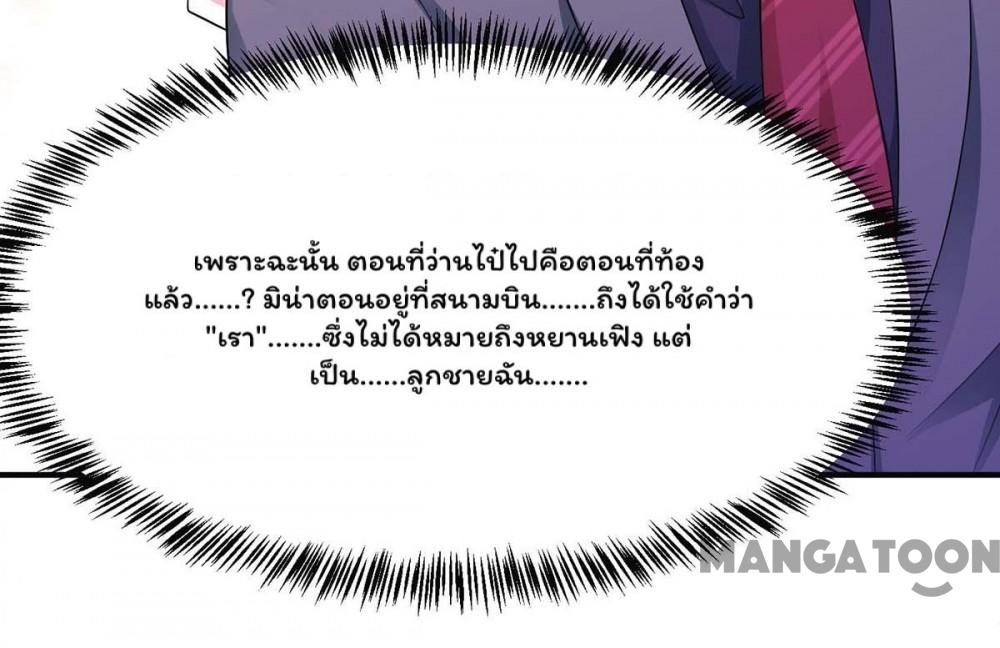 เพราะฉะนั้น ตอนที่ว่านไป๋ไปคือตอนที่ท้อง
แล้ว......? มิน่าตอนอยู่ที่สนามบิน.......ถึงได้ใช้คำว่า
"เรา".......ซึ่งไม่ได้หมายถึงหยานเฟิง แต่
เป็น......ลูกชายฉัน.......
MANGATOON